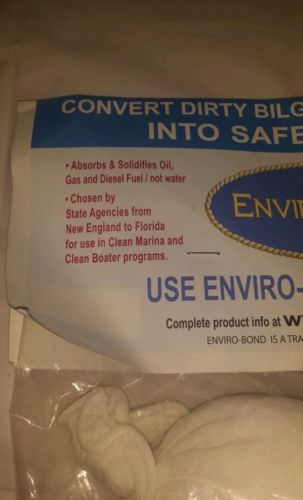 CONVERT DIRTY BILG
INTO SAFE
• Absorbs & Solidifies Oil,
Gas and Diesel Fuel / not water
• Chosen by
State Agencies from
New England to Florida
for use in Clean Marina and
Clean Boater programs.
ENVI
USE ENVIRO-
Complete product info at W
ENVIRO-BOND IS A TRA